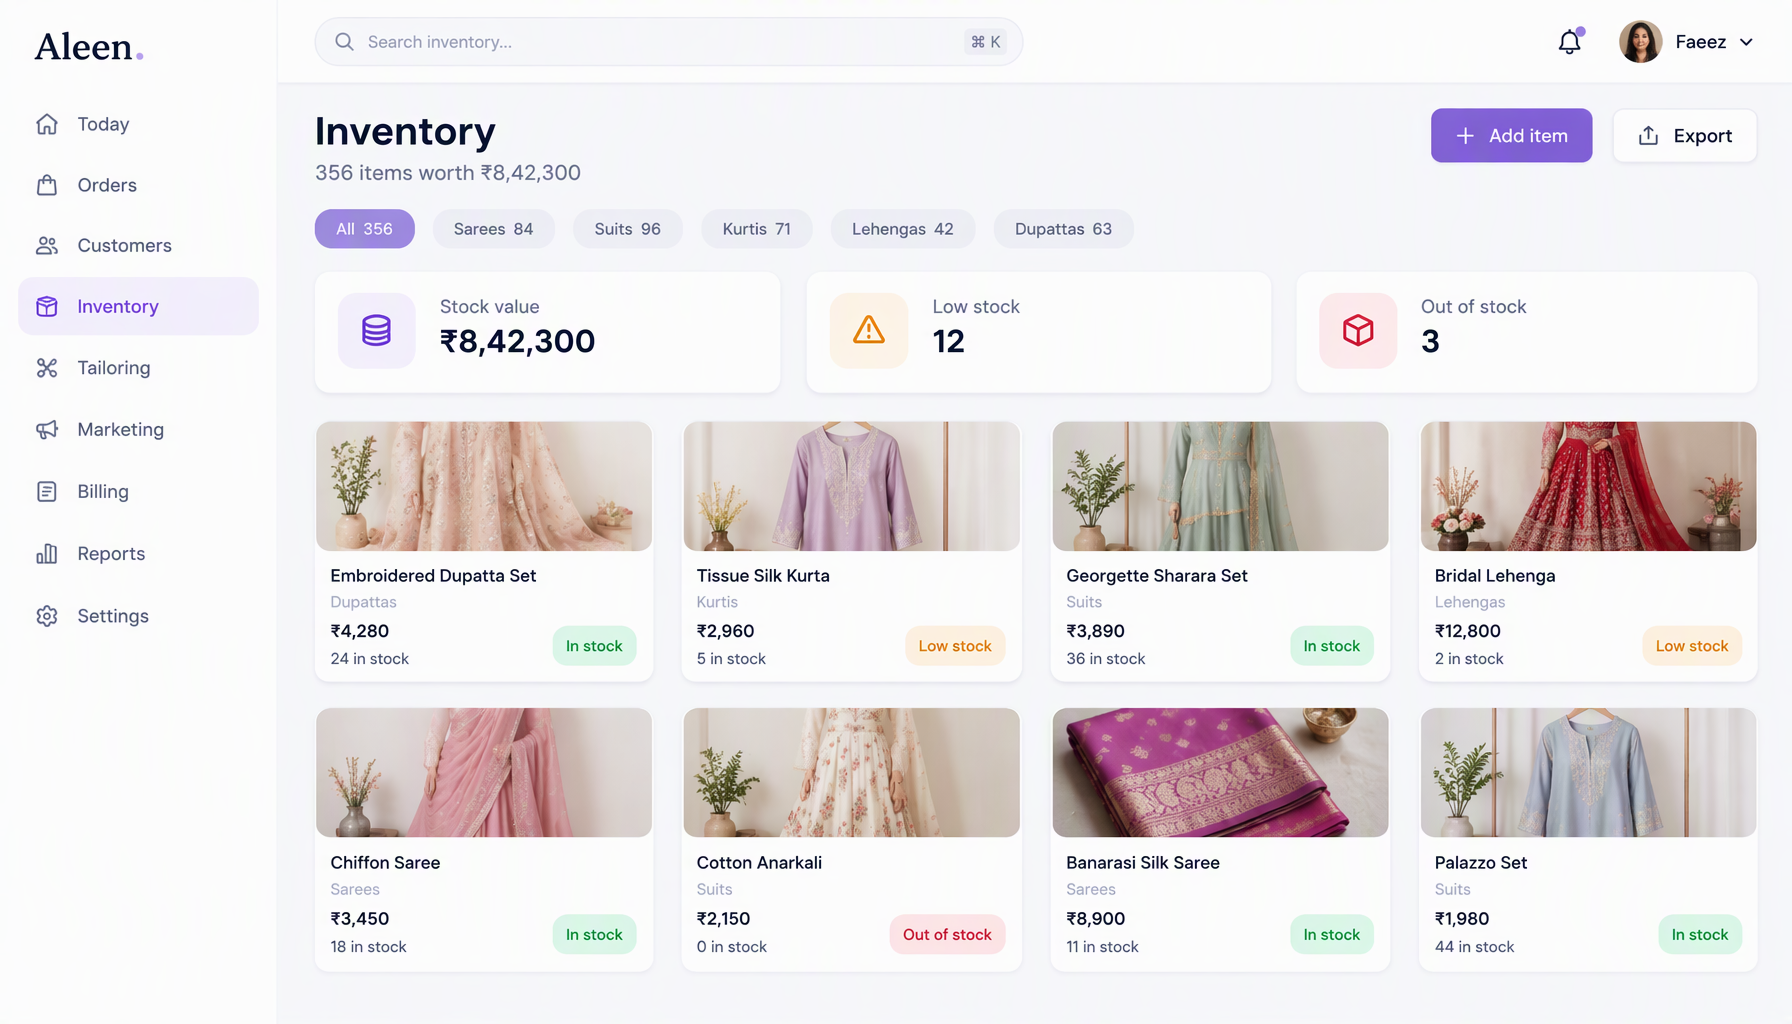 Aleen.
Search inventory...
⌘ K
Faeez
Today
Orders
Customers
Inventory
Tailoring
Marketing
Billing
Reports
Settings
Inventory
356 items worth ₹8,42,300
Add item
Export
All 356
Sarees 84
Suits 96
Kurtis 71
Lehengas 42
Dupattas 63
Stock value
₹8,42,300
Low stock
12
Out of stock
3
Embroidered Dupatta Set
Dupattas
₹4,280
24 in stock
In stock
Tissue Silk Kurta
Kurtis
₹2,960
5 in stock
Low stock
Georgette Sharara Set
Suits
₹3,890
36 in stock
In stock
Bridal Lehenga
Lehengas
₹12,800
2 in stock
Low stock
Chiffon Saree
Sarees
₹3,450
18 in stock
In stock
Cotton Anarkali
Suits
₹2,150
0 in stock
Out of stock
Banarasi Silk Saree
Sarees
₹8,900
11 in stock
In stock
Palazzo Set
Suits
₹1,980
44 in stock
In stock